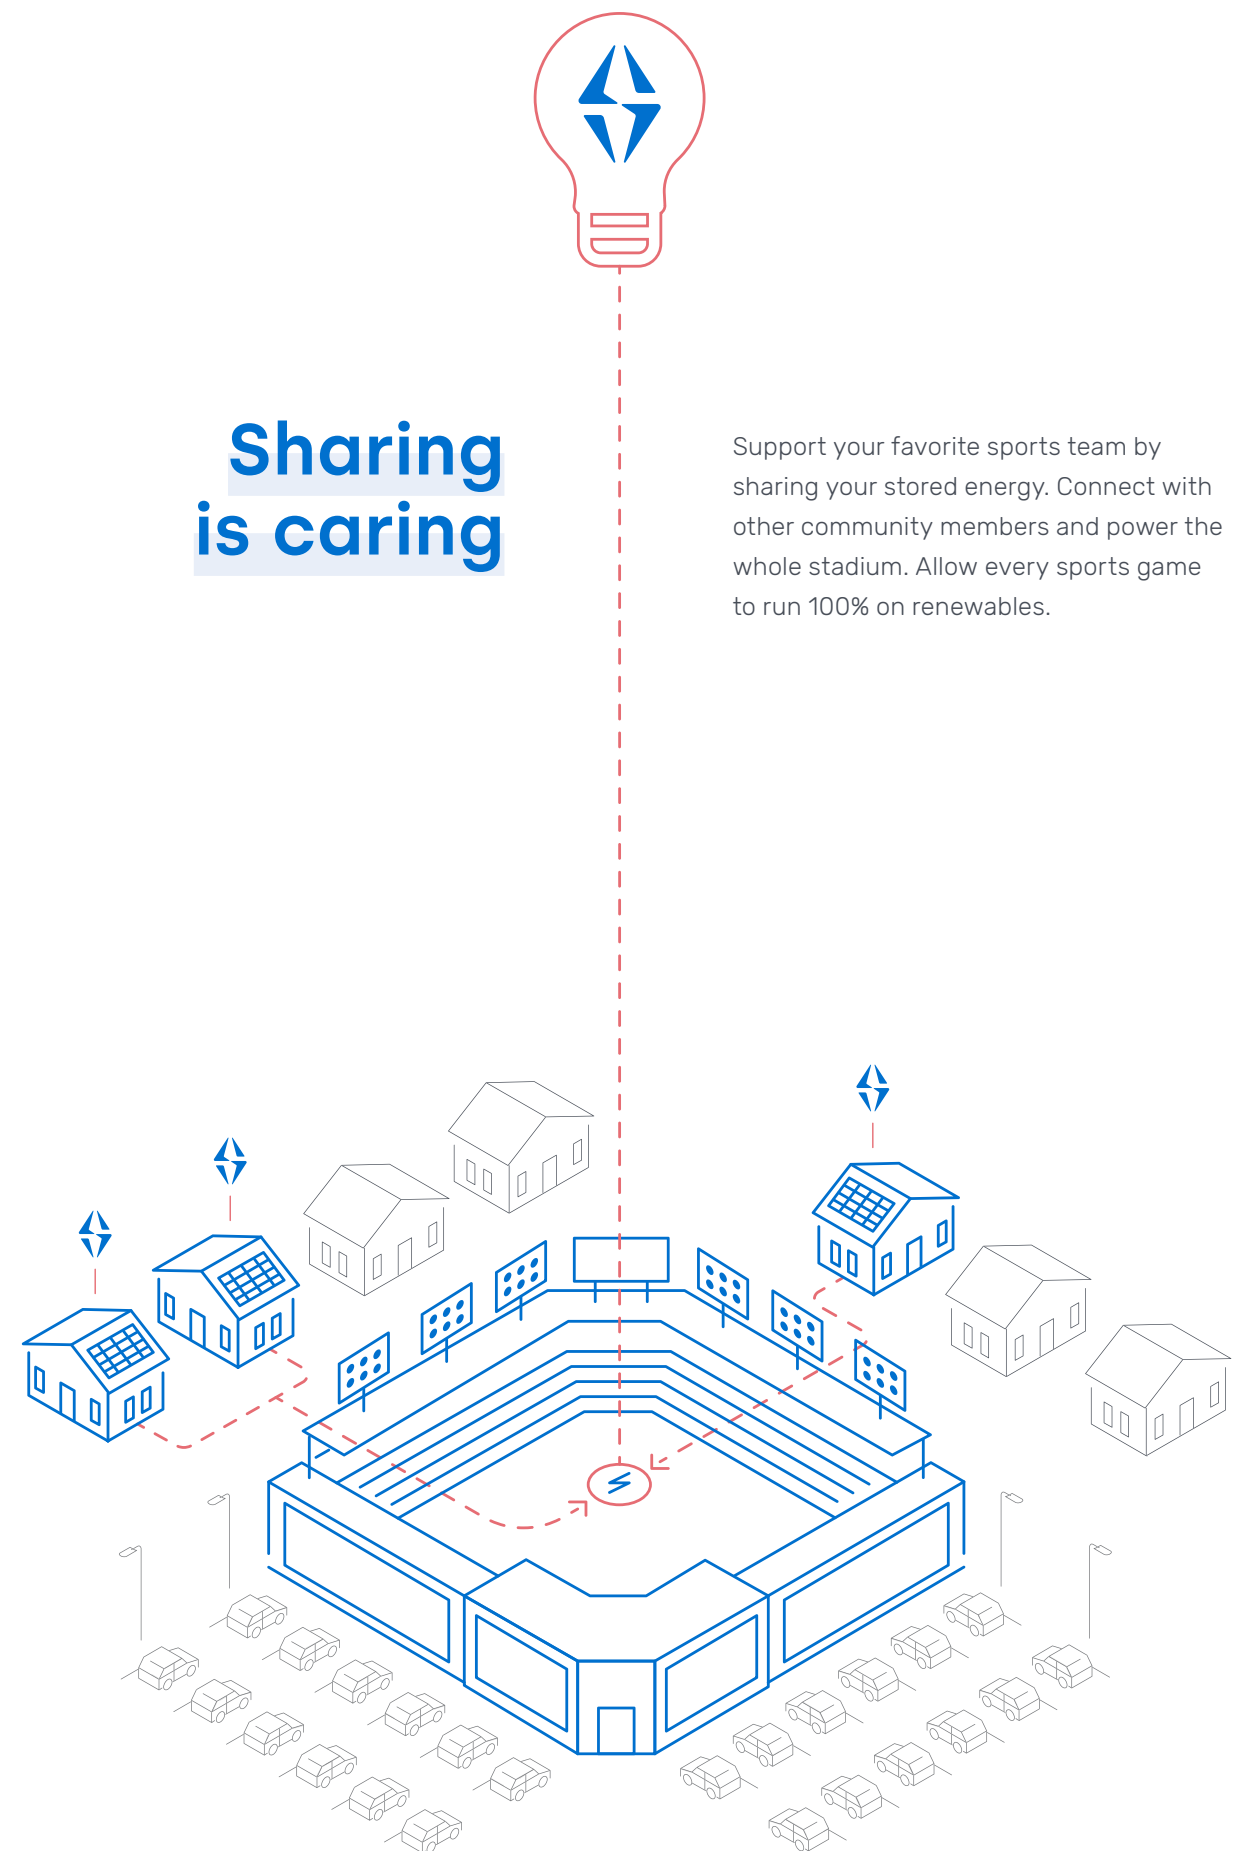 Sharing
is caring
Support your favorite sports team by
sharing your stored energy. Connect with
other community members and power the
whole stadium. Allow every sports game
to run 100% on renewables.